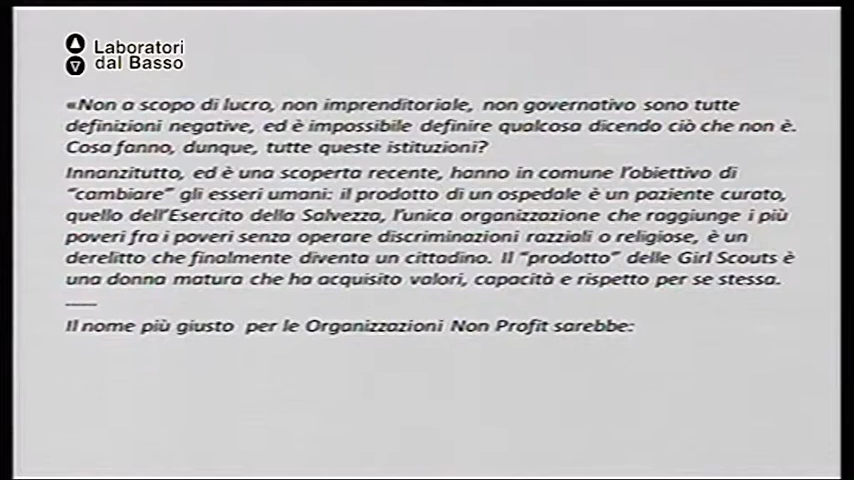 Laboratori
dal Basso
«Non a scopo di lucro, non imprenditoriale, non governativo sono tutte
definizioni negative, ed è impossibile definire qualcosa dicendo ciò che non è.
Cosa fanno, dunque, tutte queste istituzioni?
Innanzitutto, ed è una scoperta recente, hanno in comune l'obiettivo di
"cambiare" gli esseri umani: il prodotto di un ospedale è un paziente curato,
quello dell'Esercito della Salvezza, l'unica organizzazione che raggiunge i più
poveri fra i poveri senza operare discriminazioni razziali o religiose, è un
derelitto che finalmente diventa un cittadino. Il "prodotto" delle Girl Scouts è
una donna matura che ha acquisito valori, capacità e rispetto per se stessa.
Il nome più giusto per le Organizzazioni Non Profit sarebbe: